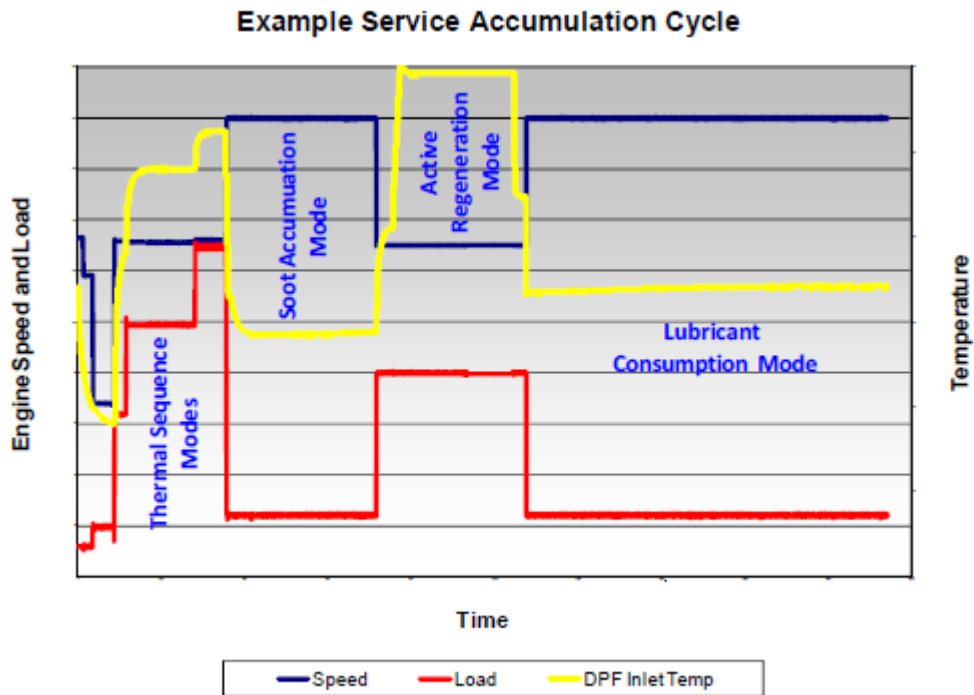 Example Service Accumulation Cycle
Engine Speed and Load
Thermal Sequence
Modes
Soot Accumuation
Mode
Active
Regeneration
Mode
Lubricant
Consumption Mode
Temperature
Time
Speed
Load
DPF Inlet Temp